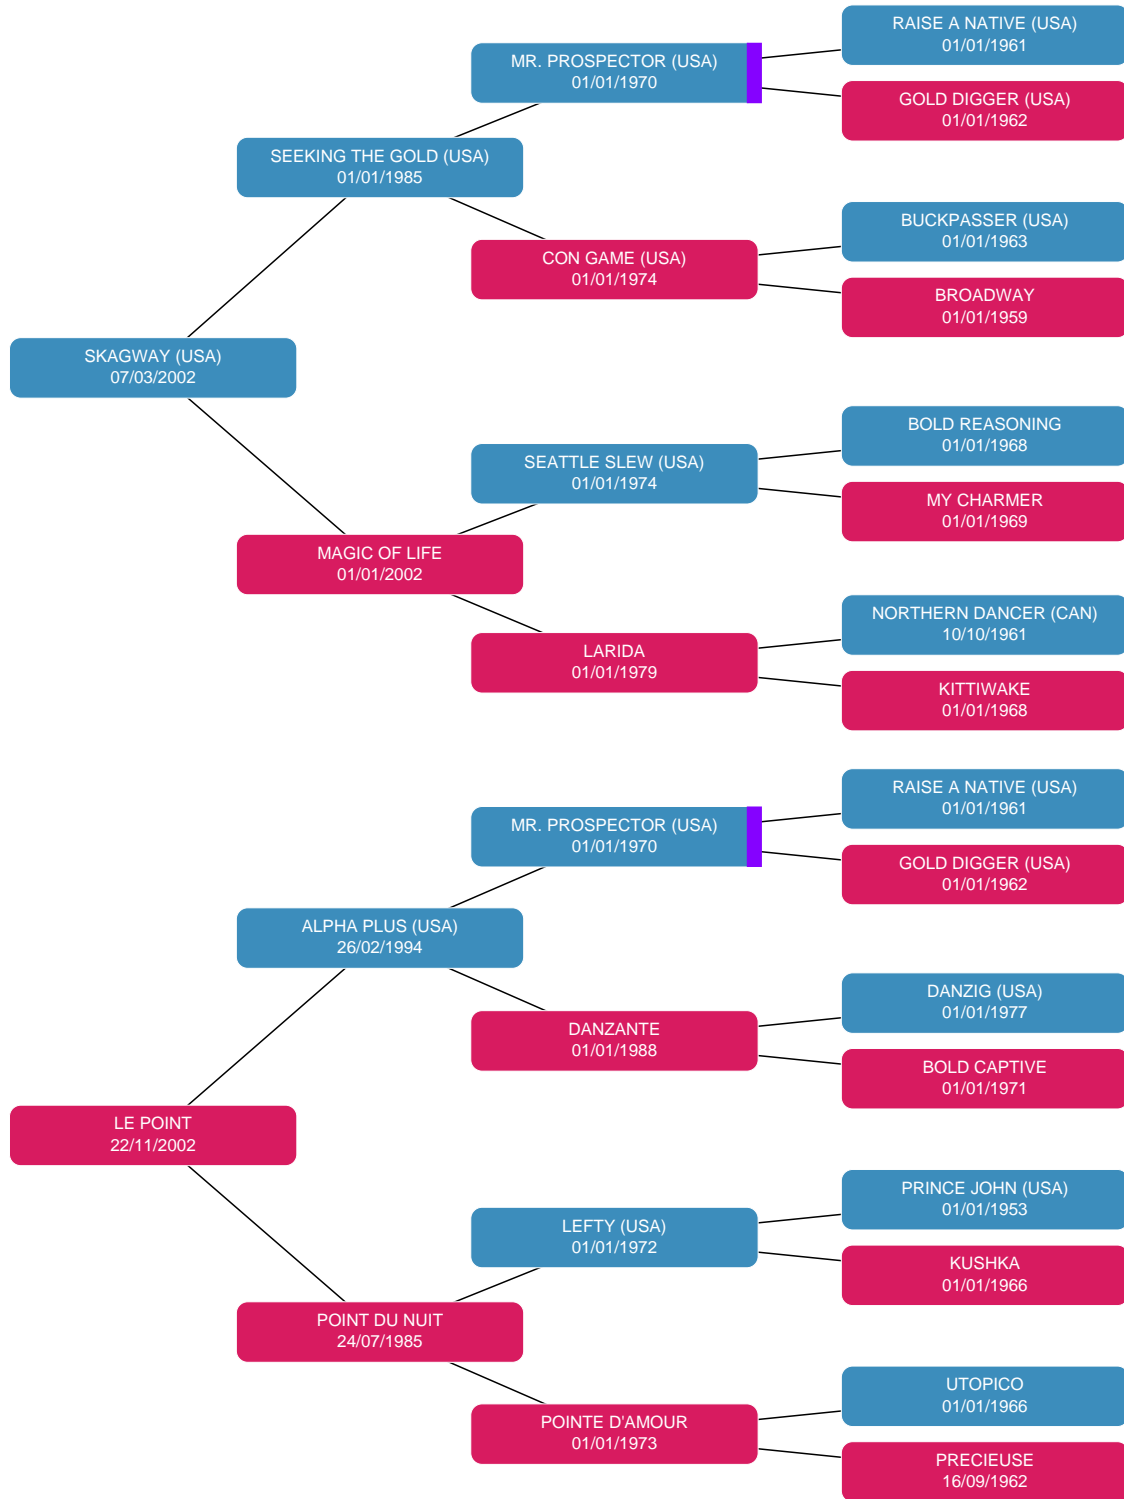 RAISE A NATIVE (USA)
01/01/1961
MR. PROSPECTOR (USA)
01/01/1970
GOLD DIGGER (USA)
01/01/1962
SEEKING THE GOLD (USA)
01/01/1985
BUCKPASSER (USA)
01/01/1963
CON GAME (USA)
01/01/1974
BROADWAY
01/01/1959
SKAGWAY (USA)
07/03/2002
BOLD REASONING
01/01/1968
SEATTLE SLEW (USA)
01/01/1974
MY CHARMER
01/01/1969
MAGIC OF LIFE
01/01/2002
NORTHERN DANCER (CAN)
10/10/1961
LARIDA
01/01/1979
KITTIWAKE
01/01/1968
RAISE A NATIVE (USA)
01/01/1961
MR. PROSPECTOR (USA)
01/01/1970
GOLD DIGGER (USA)
01/01/1962
ALPHA PLUS (USA)
26/02/1994
DANZIG (USA)
01/01/1977
DANZANTE
01/01/1988
BOLD CAPTIVE
01/01/1971
LE POINT
22/11/2002
PRINCE JOHN (USA)
01/01/1953
LEFTY (USA)
01/01/1972
KUSHKA
01/01/1966
POINT DU NUIT
24/07/1985
UTOPICO
01/01/1966
POINTE D'AMOUR
01/01/1973
PRECIEUSE
16/09/1962